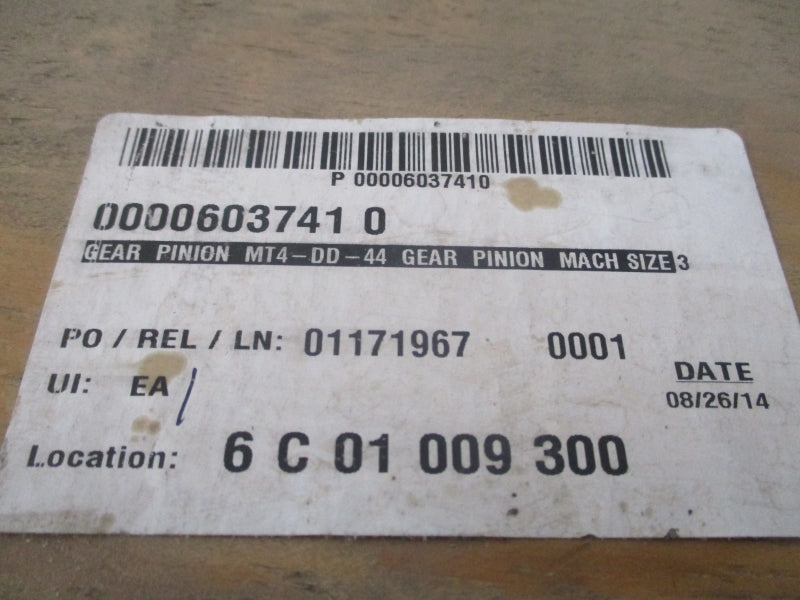 P 00006037410
0000603741 0
GEAR PINION MT4-DD-44 GEAR PINION MACH SIZE 3
PO / REL / LN: 01171967 0001
DATE
UI: EA /
08/26/14
Location: 6 C 01 009 300